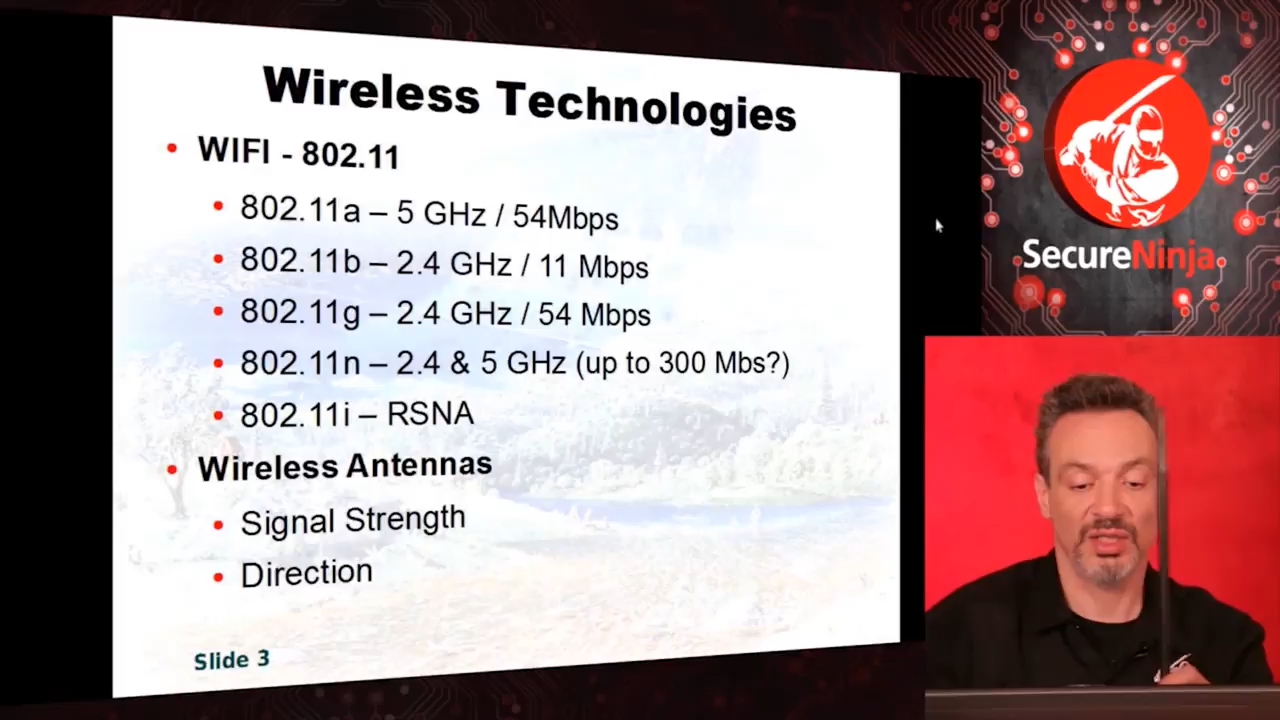 Wireless Technologies
WIFI - 802.11
802.11a – 5 GHz / 54Mbps
802.11b – 2.4 GHz / 11 Mbps
802.11g – 2.4 GHz / 54 Mbps
802.11n – 2.4 & 5 GHz (up to 300 Mbs?)
802.11i – RSNA
Wireless Antennas
Signal Strength
Direction
Slide 3
SecureNinja